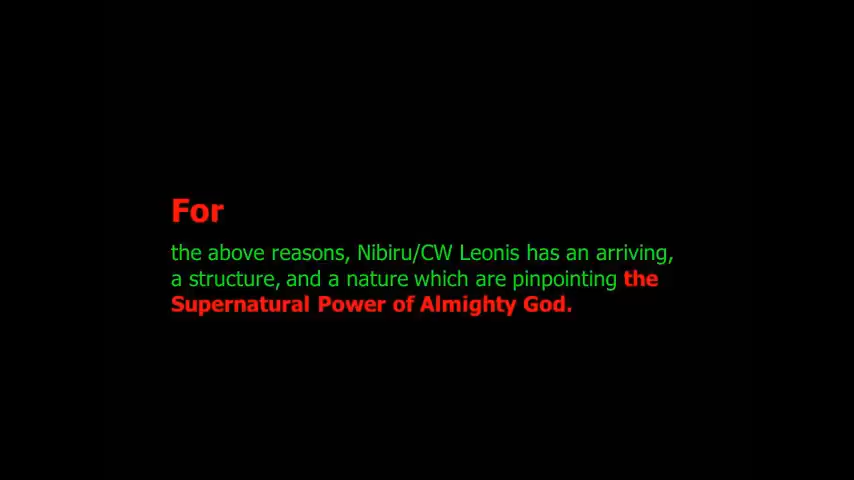 For
the above reasons, Nibiru/CW Leonis has an arriving,
a structure, and a nature which are pinpointing the
Supernatural Power of Almighty God.